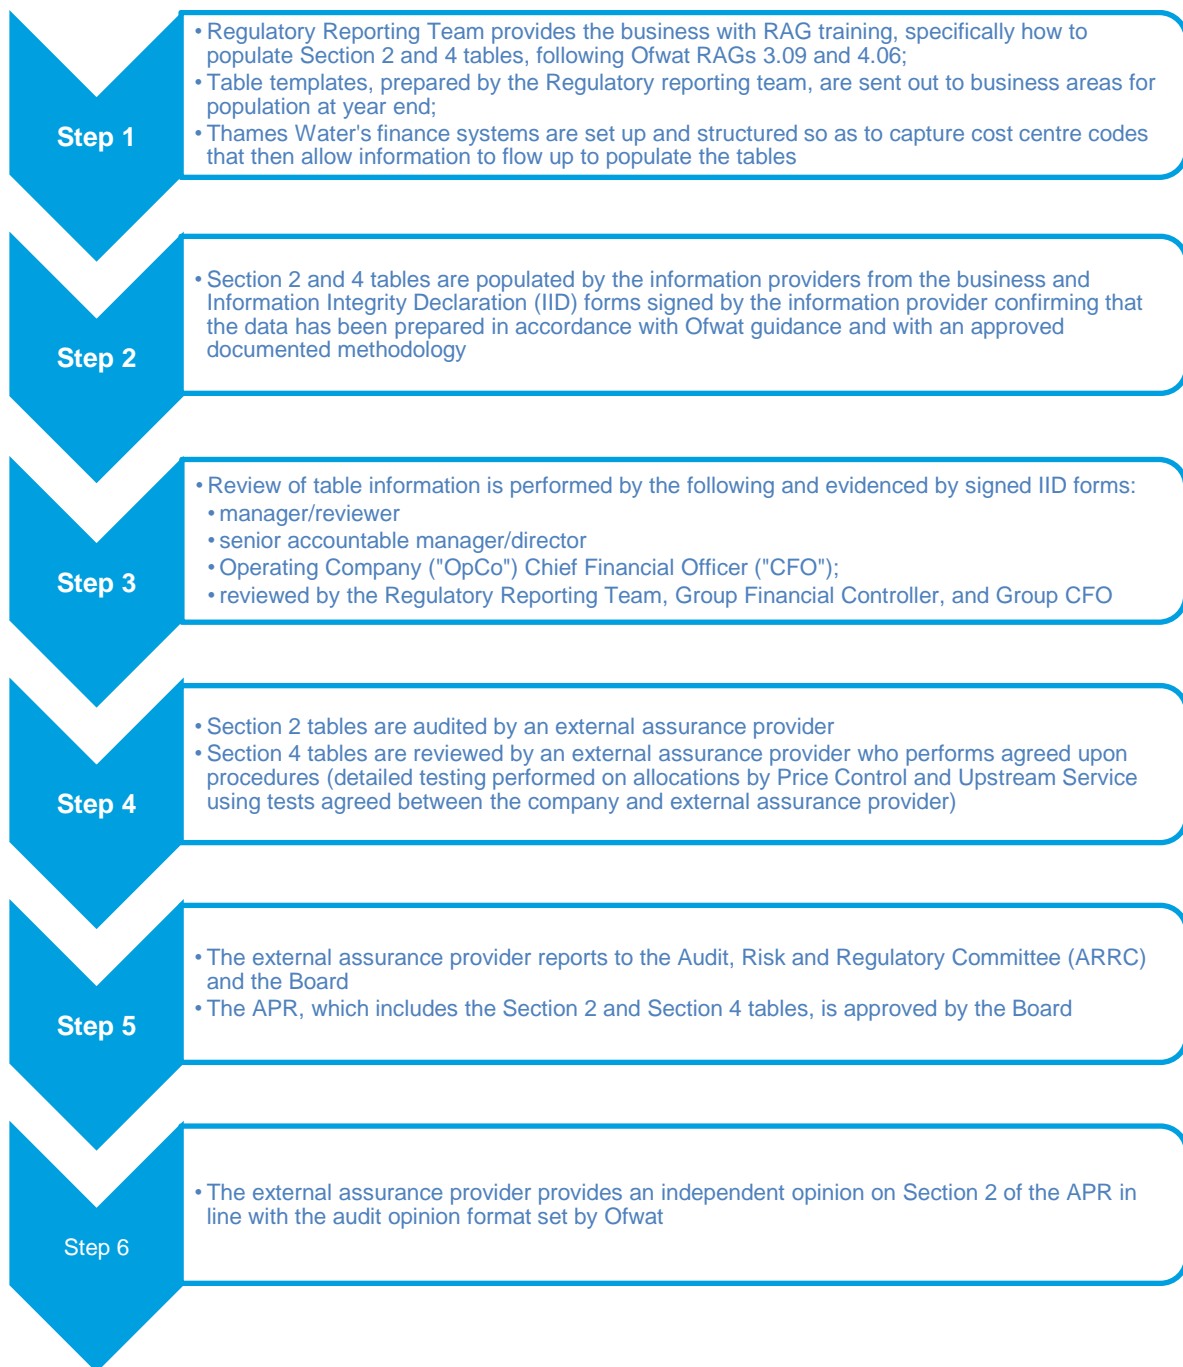 Step 1
• Regulatory Reporting Team provides the business with RAG training, specifically how to
populate Section 2 and 4 tables, following Ofwat RAGs 3.09 and 4.06;
• Table templates, prepared by the Regulatory reporting team, are sent out to business areas for
population at year end;
• Thames Water's finance systems are set up and structured so as to capture cost centre codes
that then allow information to flow up to populate the tables
Step 2
• Section 2 and 4 tables are populated by the information providers from the business and
Information Integrity Declaration (IID) forms signed by the information provider confirming that
the data has been prepared in accordance with Ofwat guidance and with an approved
documented methodology
Step 3
• Review of table information is performed by the following and evidenced by signed IID forms:
• manager/reviewer
• senior accountable manager/director
• Operating Company ("OpCo") Chief Financial Officer ("CFO");
• reviewed by the Regulatory Reporting Team, Group Financial Controller, and Group CFO
Step 4
• Section 2 tables are audited by an external assurance provider
• Section 4 tables are reviewed by an external assurance provider who performs agreed upon
procedures (detailed testing performed on allocations by Price Control and Upstream Service
using tests agreed between the company and external assurance provider)
Step 5
• The external assurance provider reports to the Audit, Risk and Regulatory Committee (ARRC)
and the Board
• The APR, which includes the Section 2 and Section 4 tables, is approved by the Board
Step 6
• The external assurance provider provides an independent opinion on Section 2 of the APR in
line with the audit opinion format set by Ofwat